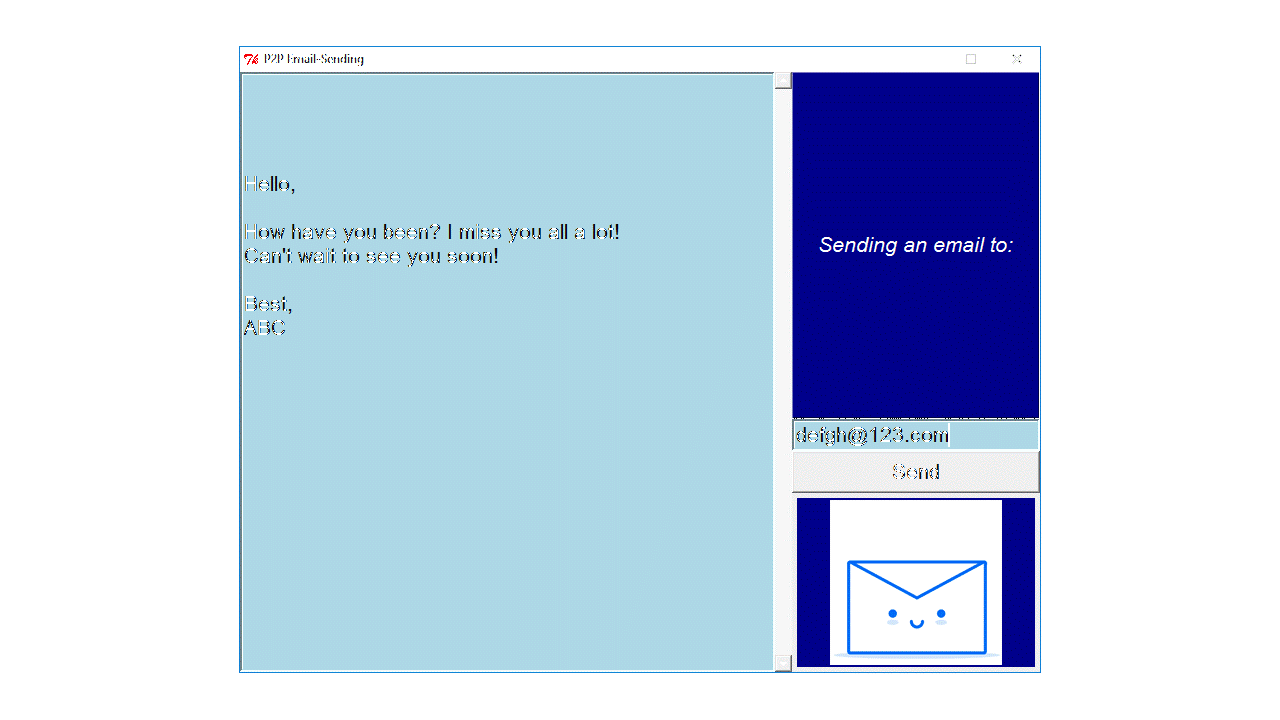 P2P Email-Sending
Hello,
How have you been? I miss you all a lot!
Can't wait to see you soon!
Best,
ABC
Sending an email to:
defgh@123.com
Send